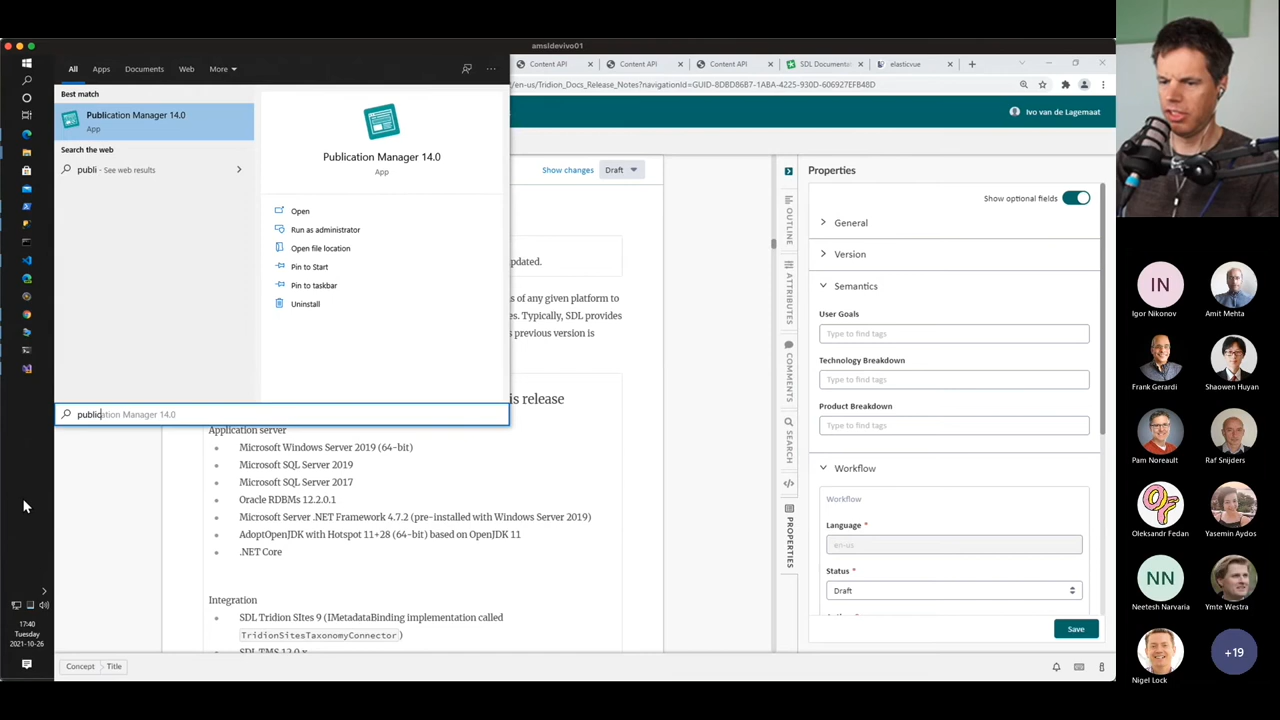 amsldevivo01
All
Apps
Documents
Web
More
Best match
Publication Manager 14.0
App
Search the web
publi - See web results
Publication Manager 14.0
App
Open
Run as administrator
Open file location
Pin to Start
Pin to taskbar
Uninstall
publication Manager 14.0
Content API
Content API
Content API
SDL Documenta
elasticvue
/en-us/Tridion_Docs_Release_Notes?navigationId=GUID-8DBD86B7-1ABA-4225-930D-606927EFB48D
Ivo van de Lagemaat
Show changes
Draft
pdated.
s of any given platform to
es. Typically, SDL provides
s previous version is
is release
Application server
Microsoft Windows Server 2019 (64-bit)
Microsoft SQL Server 2019
Microsoft SQL Server 2017
Oracle RDBMs 12.2.0.1
Microsoft Server .NET Framework 4.7.2 (pre-installed with Windows Server 2019)
AdoptOpenJDK with Hotspot 11+28 (64-bit) based on OpenJDK 11
.NET Core
Integration
SDL Tridion SItes 9 (IMetadataBinding implementation called
TridionSitesTaxonomyConnector)
SDL TMS 12.0.x
Concept
Title
OUTLINE
ATTRIBUTES
COMMENTS
SEARCH
PROPERTIES
Properties
Show optional fields
General
Version
Semantics
User Goals
Type to find tags
Technology Breakdown
Type to find tags
Product Breakdown
Type to find tags
Workflow
Workflow
Language *
en-us
Status *
Draft
Save
17:40
Tuesday
2021-10-26
IN
Igor Nikonov
Amit Mehta
Frank Gerardi
Shaowen Huyan
Pam Noreault
Raf Snijders
Oleksandr Fedan
Yasemin Aydos
NN
Neetesh Narvaria
Ymte Westra
Nigel Lock
+19